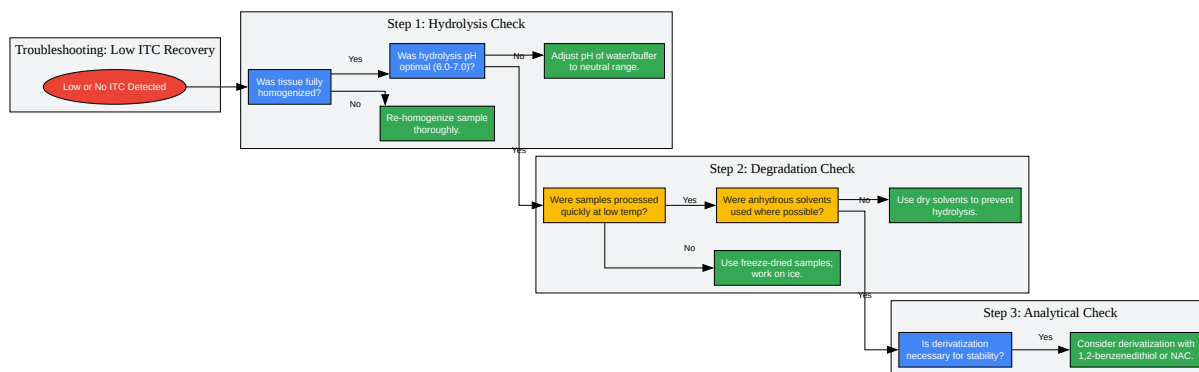 Troubleshooting: Low ITC Recovery
Low or No ITC Detected
Step 1: Hydrolysis Check
Was tissue fully
homogenized?
Yes
No
Was hydrolysis pH
optimal (6.0-7.0)?
No
Adjust pH of water/buffer
to neutral range.
Re-homogenize sample
thoroughly.
Yes
Step 2: Degradation Check
Were samples processed
quickly at low temp?
Yes
Were anhydrous solvents
used where possible?
No
Use dry solvents to prevent
hydrolysis.
No
Use freeze-dried samples;
work on ice.
Yes
Step 3: Analytical Check
Is derivatization
necessary for stability?
Yes
Consider derivatization with
1,2-benzenedithiol or NAC.